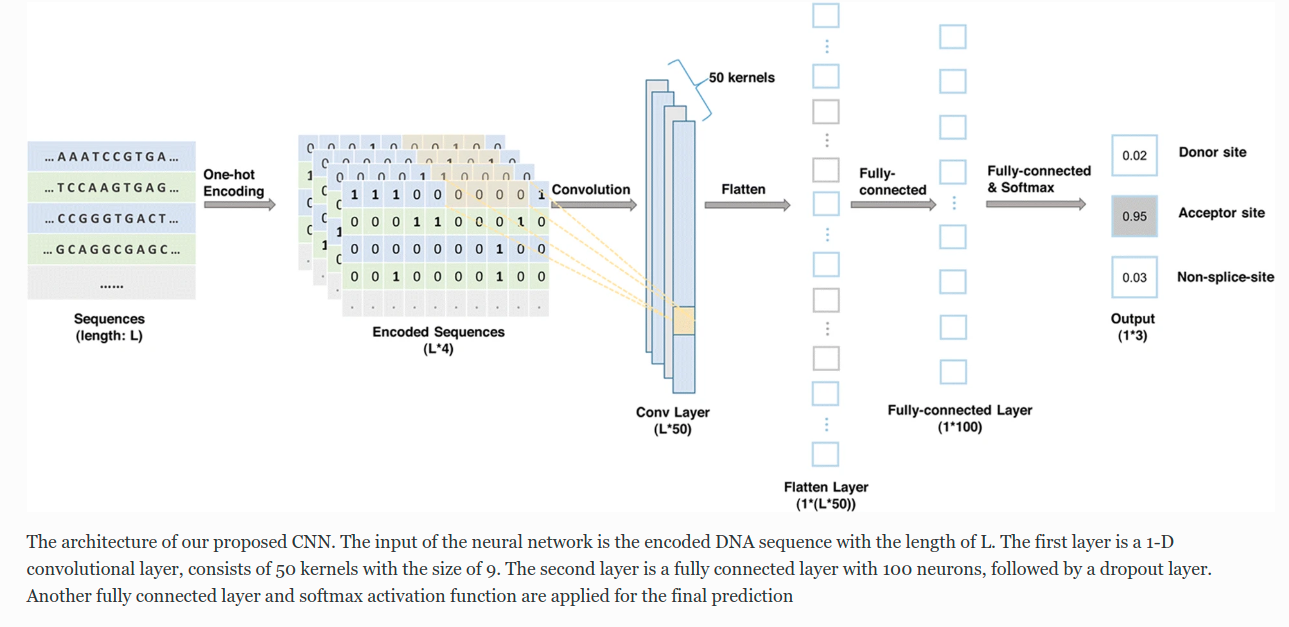 50 kernels
... A A A T C C G T G A ...
... T C C A A G T G A G ...
... C C G G G T G A C T ...
... G C A G G C G A G C ...
......
Sequences
(length: L)
One-hot
Encoding
1 1 1 0 0 0 0 0 0 1
0 0 0 1 1 0 0 0 1 0
0 0 0 0 0 0 0 1 0 0
0 0 1 0 0 0 0 1 0 0
. . . . . . . . . .
Encoded Sequences
(L*4)
Convolution
Conv Layer
(L*50)
Flatten
Flatten Layer
(1*(L*50))
Fully-
connected
Fully-connected Layer
(1*100)
Fully-connected
& Softmax
0.02 Donor site
0.95 Acceptor site
0.03 Non-splice-site
Output
(1*3)
The architecture of our proposed CNN. The input of the neural network is the encoded DNA sequence with the length of L. The first layer is a 1-D
convolutional layer, consists of 50 kernels with the size of 9. The second layer is a fully connected layer with 100 neurons, followed by a dropout layer.
Another fully connected layer and softmax activation function are applied for the final prediction